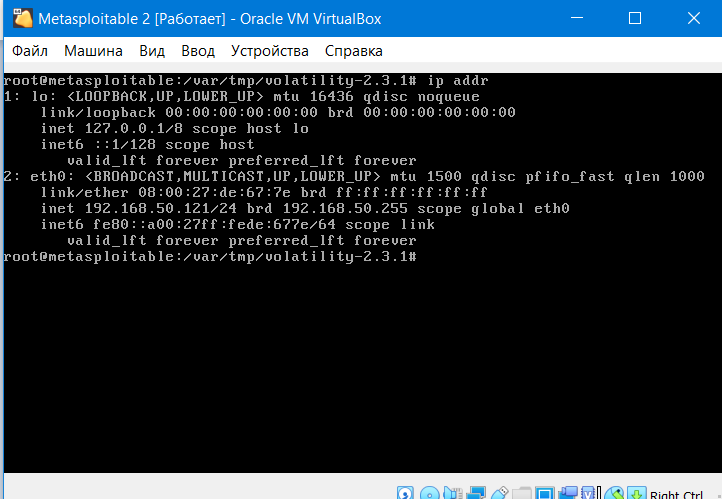 Metasploitable 2 [Работает] - Oracle VM VirtualBox
Файл Машина Вид Ввод Устройства Справка
root@metasploitable:/var/tmp/volatility-2.3.1# ip addr
1: lo: <LOOPBACK,UP,LOWER_UP> mtu 16436 qdisc noqueue
    link/loopback 00:00:00:00:00:00 brd 00:00:00:00:00:00
    inet 127.0.0.1/8 scope host lo
    inet6 ::1/128 scope host
       valid_lft forever preferred_lft forever
2: eth0: <BROADCAST,MULTICAST,UP,LOWER_UP> mtu 1500 qdisc pfifo_fast qlen 1000
    link/ether 08:00:27:de:67:7e brd ff:ff:ff:ff:ff:ff
    inet 192.168.50.121/24 brd 192.168.50.255 scope global eth0
    inet6 fe80::a00:27ff:fede:677e/64 scope link
       valid_lft forever preferred_lft forever
root@metasploitable:/var/tmp/volatility-2.3.1#
Right Ctrl